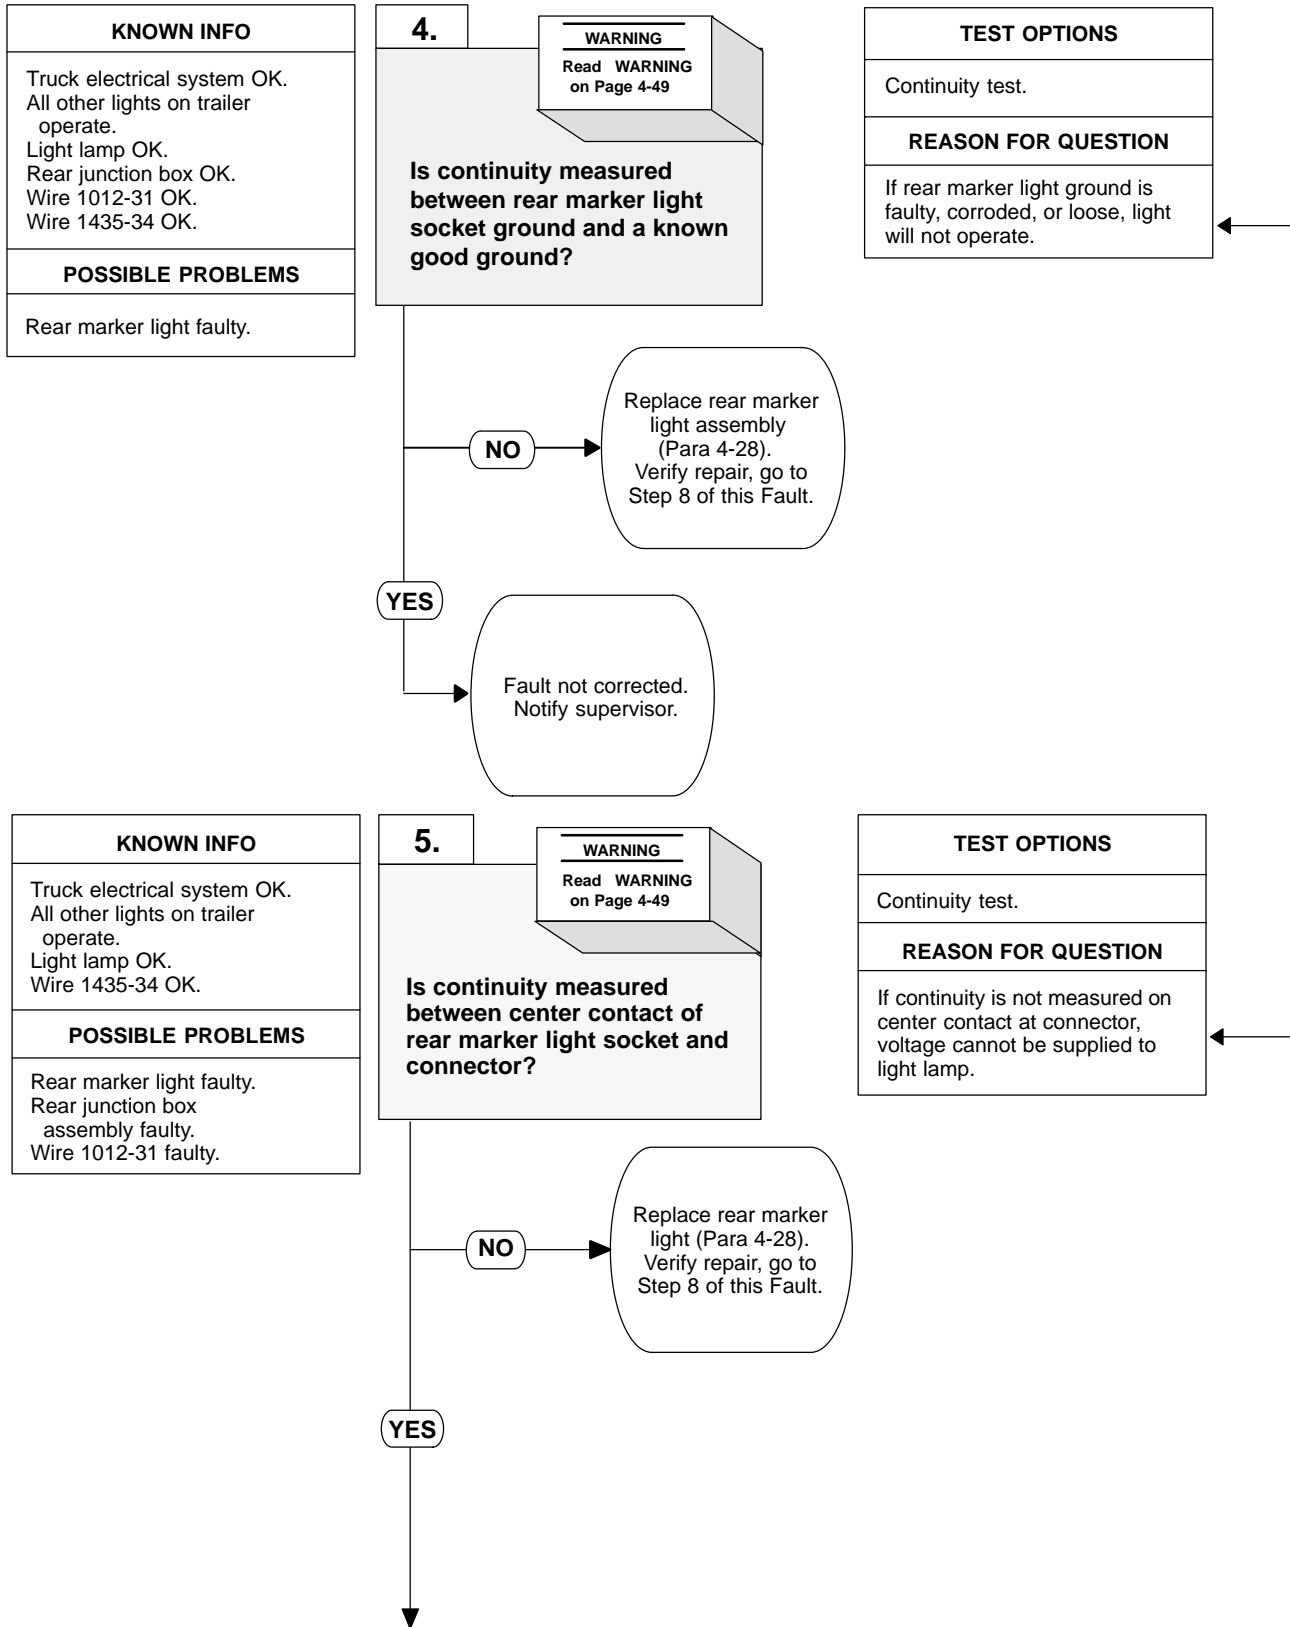 KNOWN INFO
Truck electrical system OK.
All other lights on trailer
operate.
Light lamp OK.
Rear junction box OK.
Wire 1012-31 OK.
Wire 1435-34 OK.
POSSIBLE PROBLEMS
Rear marker light faulty.
4.
WARNING
Read WARNING
on Page 4-49
Is continuity measured
between rear marker light
socket ground and a known
good ground?
TEST OPTIONS
Continuity test.
REASON FOR QUESTION
If rear marker light ground is
faulty, corroded, or loose, light
will not operate.
NO
Replace rear marker
light assembly
(Para 4-28).
Verify repair, go to
Step 8 of this Fault.
YES
Fault not corrected.
Notify supervisor.
KNOWN INFO
Truck electrical system OK.
All other lights on trailer
operate.
Light lamp OK.
Wire 1435-34 OK.
POSSIBLE PROBLEMS
Rear marker light faulty.
Rear junction box
assembly faulty.
Wire 1012-31 faulty.
5.
WARNING
Read WARNING
on Page 4-49
Is continuity measured
between center contact of
rear marker light socket and
connector?
TEST OPTIONS
Continuity test.
REASON FOR QUESTION
If continuity is not measured on
center contact at connector,
voltage cannot be supplied to
light lamp.
NO
Replace rear marker
light (Para 4-28).
Verify repair, go to
Step 8 of this Fault.
YES